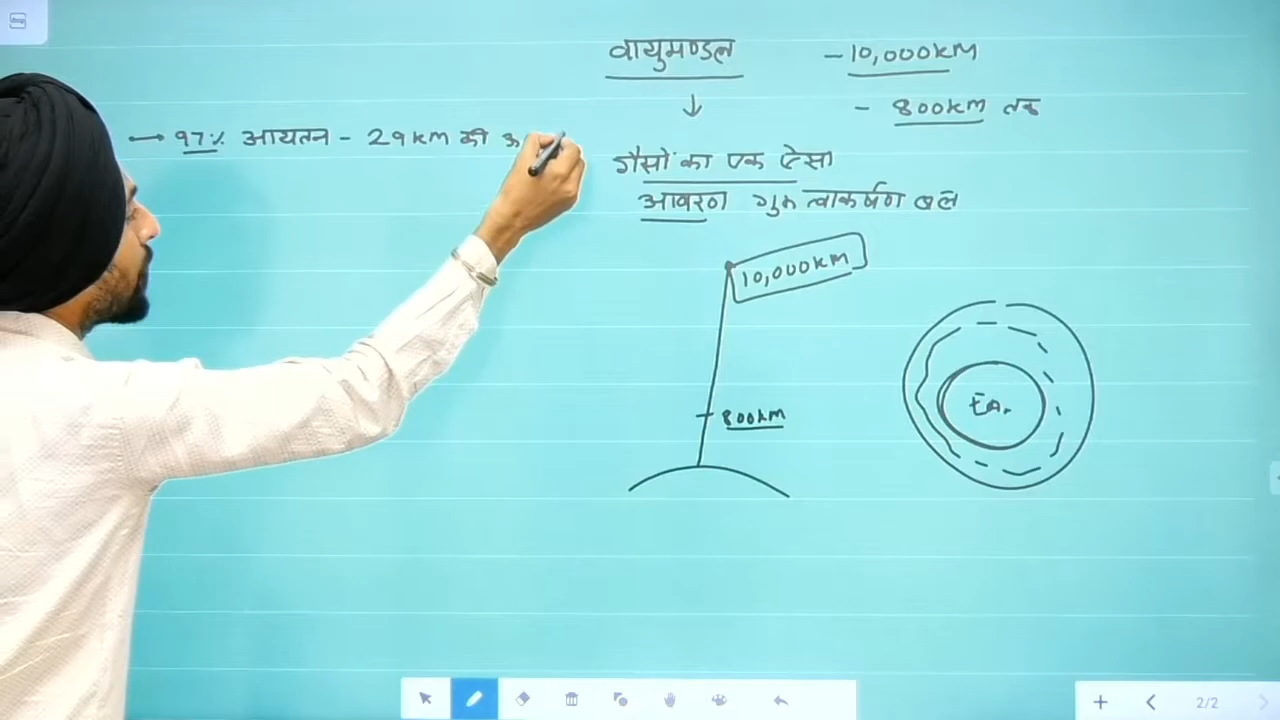 वायुमण्डल
- 10,000KM
- 800KM तक
→ 97% आयतन - 29KM की
गैसों का एक ऐसा
आवरण गुरुत्वाकर्षण बल
10,000KM
800KM
EA.
2/2